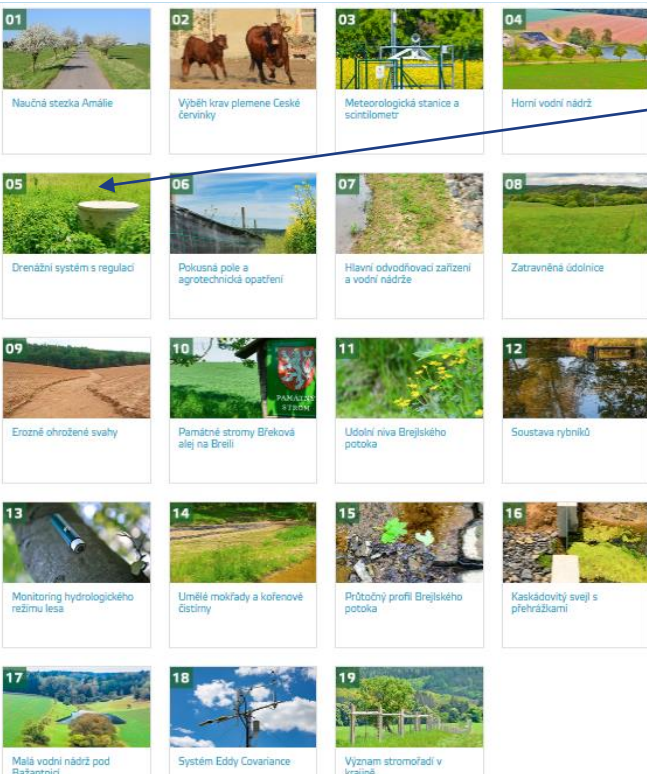 01
Naučná stezka Amálie
02
Výběh krav plemene České
červinky
03
Meteorologická stanice a
scintilometr
04
Horní vodní nádrž
05
Drenážní systém s regulací
06
Pokusná pole a
agrotechnická opatření
07
Hlavní odvodňovací zařízení
a vodní nádrže
08
Zatravněná údolnice
09
Erozně ohrožené svahy
10
PAMÁTNÝ
STROM
Památné stromy Břeková
alej na Breili
11
Udolní niva Brejlského
potoka
12
Soustava rybníků
13
Monitoring hydrologického
režimu lesa
14
Umělé mokřady a kořenové
čistírny
15
Průtočný profil Brejlského
potoka
16
Kaskádovitý svejl s
přehrážkami
17
Malá vodní nádrž pod
Bažantnicí
18
Systém Eddy Covariance
19
Význam stromořadí v
krajině